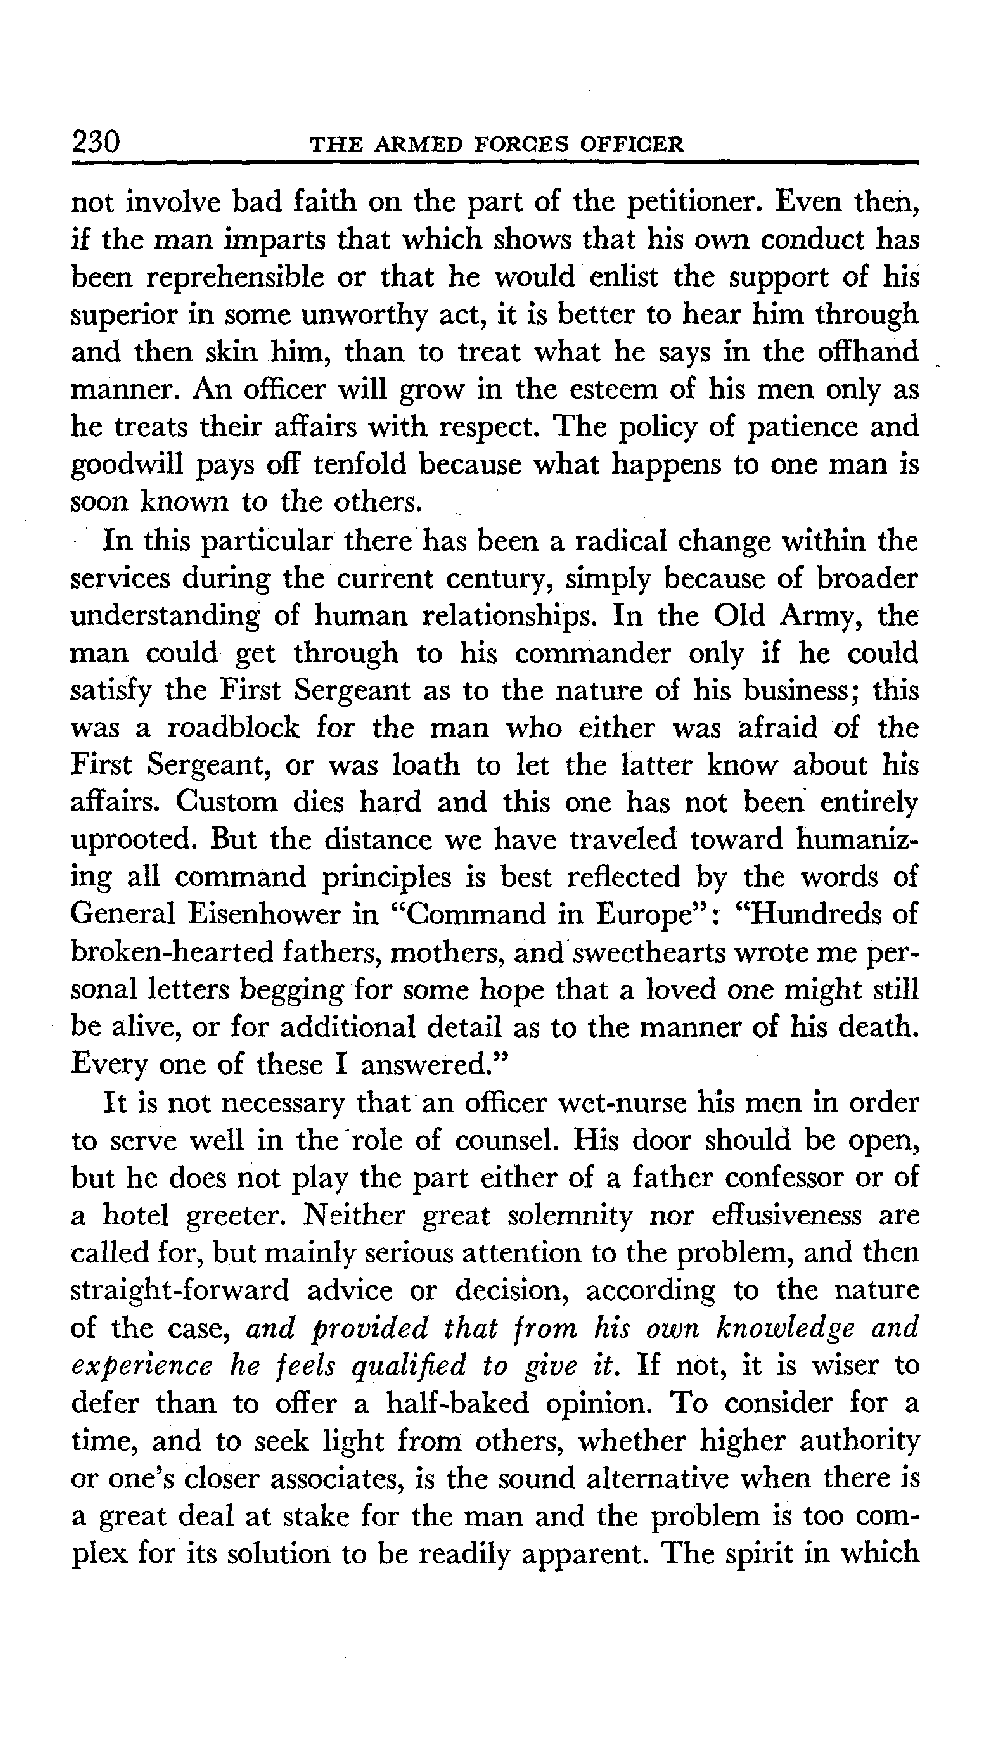 230 THE ARMED FORCES OFFICER
not involve bad faith on the part of the petitioner. Even then,
if the man imparts that which shows that his own conduct has
been reprehensible or that he would enlist the support of his
superior in some unworthy act, it is better to hear him through
and then skin him, than to treat what he says in the offhand
manner. An officer will grow in the esteem of his men only as
he treats their affairs with respect. The policy of patience and
goodwill pays off tenfold because what happens to one man is
soon known to the others.
In this particular there has been a radical change within the
services during the current century, simply because of broader
understanding of human relationships. In the Old Army, the
man could get through to his commander only if he could
satisfy the First Sergeant as to the nature of his business; this
was a roadblock for the man who either was afraid of the
First Sergeant, or was loath to let the latter know about his
affairs. Custom dies hard and this one has not been entirely
uprooted. But the distance we have traveled toward humaniz-
ing all command principles is best reflected by the words of
General Eisenhower in “Command in Europe”: “Hundreds of
broken-hearted fathers, mothers, and sweethearts wrote me per-
sonal letters begging for some hope that a loved one might still
be alive, or for additional detail as to the manner of his death.
Every one of these I answered.”
It is not necessary that an officer wet-nurse his men in order
to serve well in the role of counsel. His door should be open,
but he does not play the part either of a father confessor or of
a hotel greeter. Neither great solemnity nor effusiveness are
called for, but mainly serious attention to the problem, and then
straight-forward advice or decision, according to the nature
of the case, and provided that from his own knowledge and
experience he feels qualified to give it. If not, it is wiser to
defer than to offer a half-baked opinion. To consider for a
time, and to seek light from others, whether higher authority
or one’s closer associates, is the sound alternative when there is
a great deal at stake for the man and the problem is too com-
plex for its solution to be readily apparent. The spirit in which